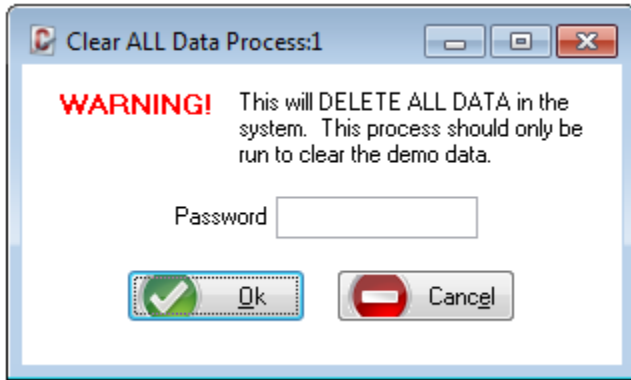 Clear ALL Data Process:1
WARNING!
This will DELETE ALL DATA in the
system.  This process should only be
run to clear the demo data.
Password
Ok
Cancel